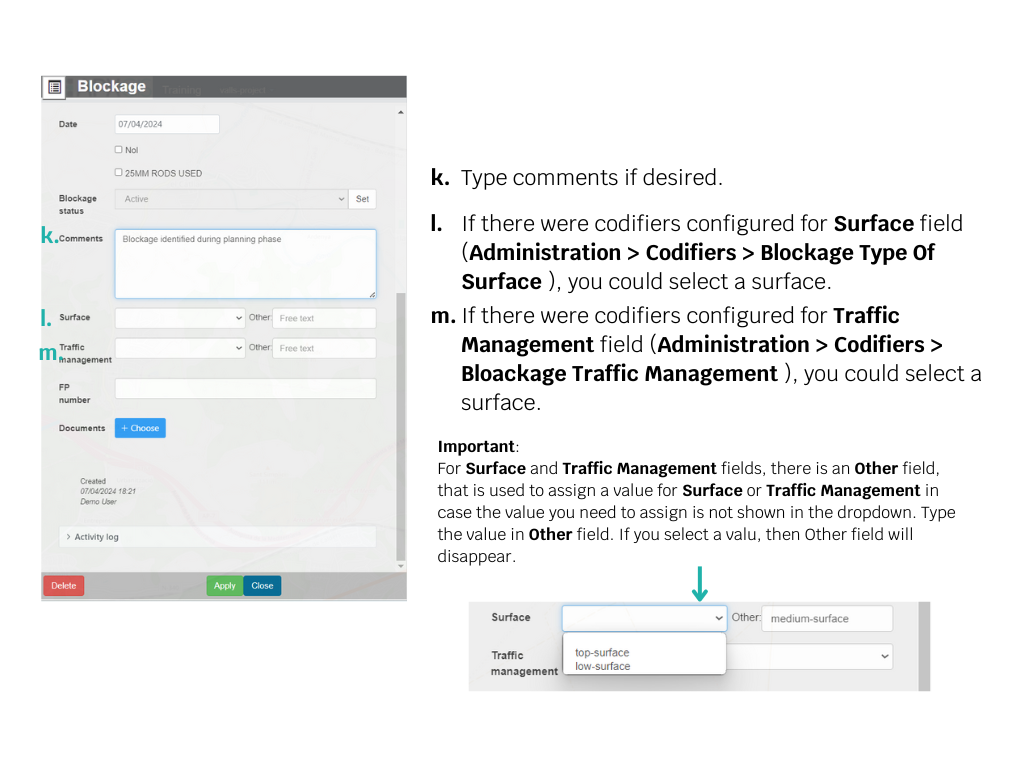 Blockage
Training
Date
07/04/2024
NoI
25MM RODS USED
Blockage
status
Active
Set
k.
Comments
Blockage identified during planning phase
l.
Surface
Other:
Free text
m.
Traffic
management
Other:
Free text
FP
number
Documents
+ Choose
Created
07/04/2024 18:21
Demo User
> Activity log
Delete
Apply
Close
k. Type comments if desired.
l. If there were codifiers configured for Surface field
(Administration > Codifiers > Blockage Type Of
Surface ), you could select a surface.
m. If there were codifiers configured for Traffic
Management field (Administration > Codifiers >
Bloackage Traffic Management ), you could select a
surface.
Important:
For Surface and Traffic Management fields, there is an Other field,
that is used to assign a value for Surface or Traffic Management in
case the value you need to assign is not shown in the dropdown. Type
the value in Other field. If you select a valu, then Other field will
disappear.
Surface
Other:
medium-surface
top-surface
low-surface
Traffic
management